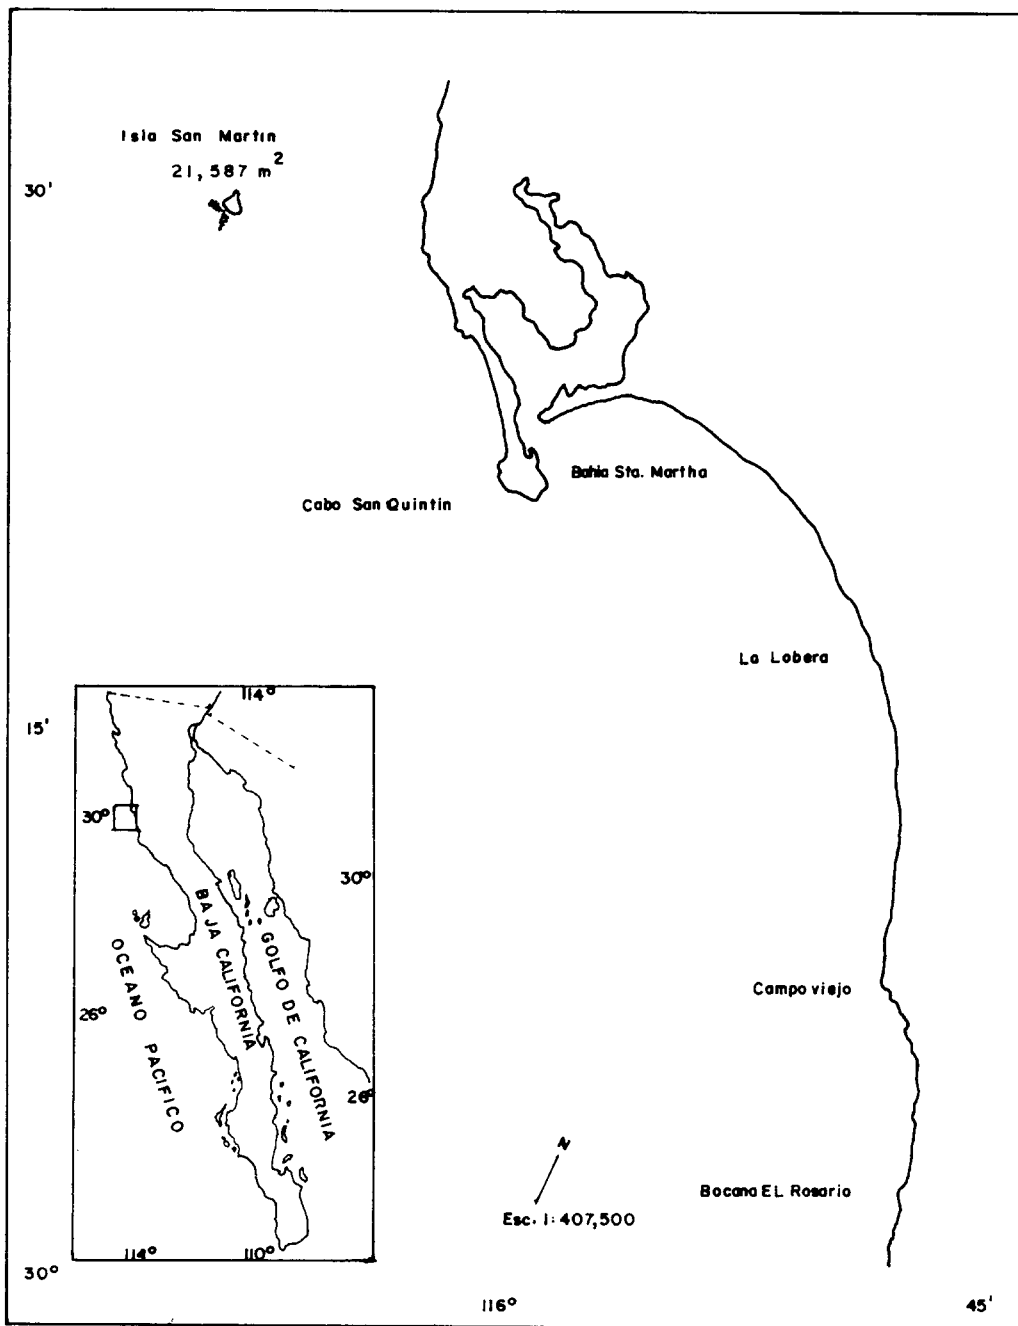 Isla San Martin
21,587 m²
30'
Bahia Sta. Martha
Cabo San Quintin
La Lobera
15'
114°
30°
30°
BAJA CALIFORNIA
GOLFO DE CALIFORNIA
OCEANO PACIFICO
26°
26°
114°
110°
Campo viejo
N
Bocana EL Rosario
Esc. 1:407,500
30°
116°
45'